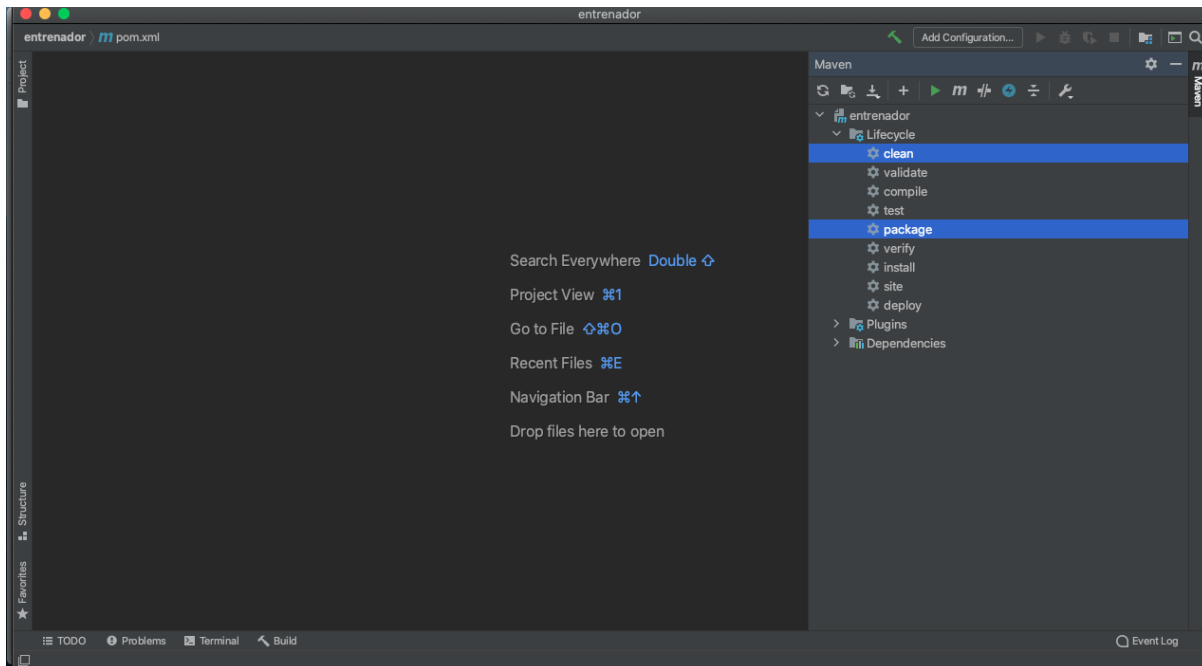 entrenador
entrenador pom.xml
Add Configuration...
Project
Maven
Maven
entrenador
Lifecycle
clean
validate
compile
test
package
verify
install
site
deploy
Plugins
Dependencies
Search Everywhere Double ⇧
Project View ⌘1
Go to File ⇧⌘O
Recent Files ⌘E
Navigation Bar ⌘↑
Drop files here to open
Structure
Favorites
TODO Problems Terminal Build Event Log